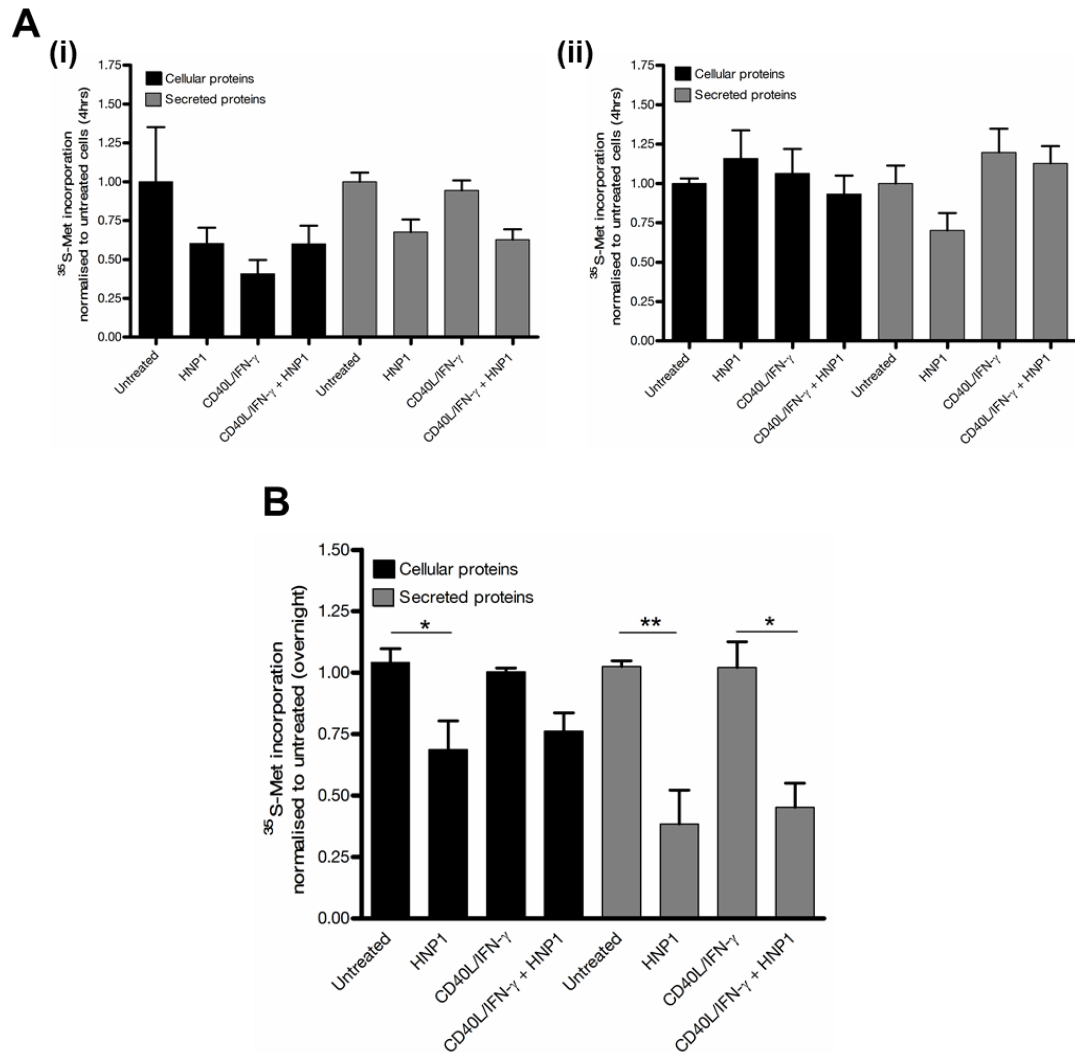 A
(i)
1.75
1.50
1.25
1.00
0.75
0.50
0.25
0.00
³⁵S-Met incorporation
normalised to untreated cells (4hrs)
Cellular proteins
Secreted proteins
Untreated
HNP1
CD40L/IFN-γ
CD40L/IFN-γ + HNP1
Untreated
HNP1
CD40L/IFN-γ
CD40L/IFN-γ + HNP1
(ii)
1.75
1.50
1.25
1.00
0.75
0.50
0.25
0.00
³⁵S-Met incorporation
normalised to untreated cells (4hrs)
Cellular proteins
Secreted proteins
Untreated
HNP1
CD40L/IFN-γ
CD40L/IFN-γ + HNP1
Untreated
HNP1
CD40L/IFN-γ
CD40L/IFN-γ + HNP1
B
1.50
1.25
1.00
0.75
0.50
0.25
0.00
³⁵S-Met incorporation
normalised to untreated (overnight)
Cellular proteins
Secreted proteins
*
**
*
Untreated
HNP1
CD40L/IFN-γ
CD40L/IFN-γ + HNP1
Untreated
HNP1
CD40L/IFN-γ
CD40L/IFN-γ + HNP1